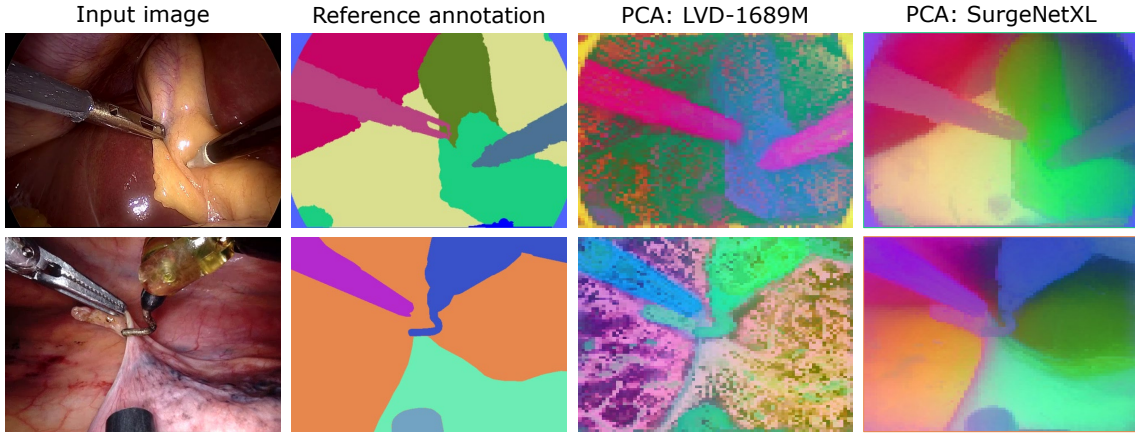 Input image
Reference annotation
PCA: LVD-1689M
PCA: SurgeNetXL